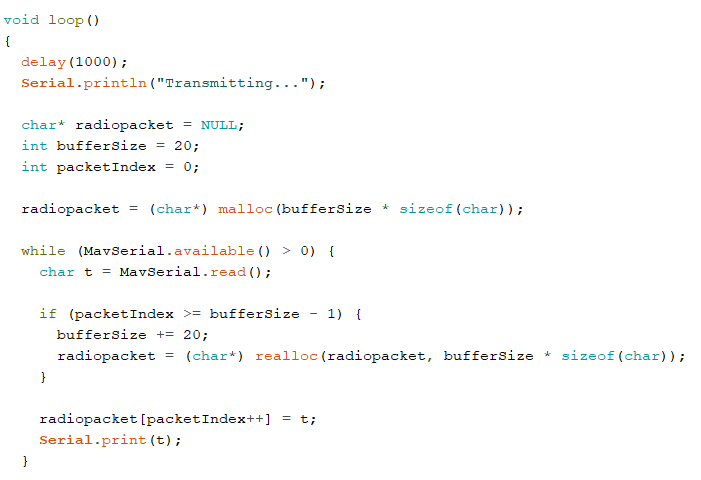 void loop()
{
  delay(1000);
  Serial.println("Transmitting...");

  char* radiopacket = NULL;
  int bufferSize = 20;
  int packetIndex = 0;

  radiopacket = (char*) malloc(bufferSize * sizeof(char));

  while (MavSerial.available() > 0) {
    char t = MavSerial.read();

    if (packetIndex >= bufferSize - 1) {
      bufferSize += 20;
      radiopacket = (char*) realloc(radiopacket, bufferSize * sizeof(char));
    }

    radiopacket[packetIndex++] = t;
    Serial.print(t);
  }